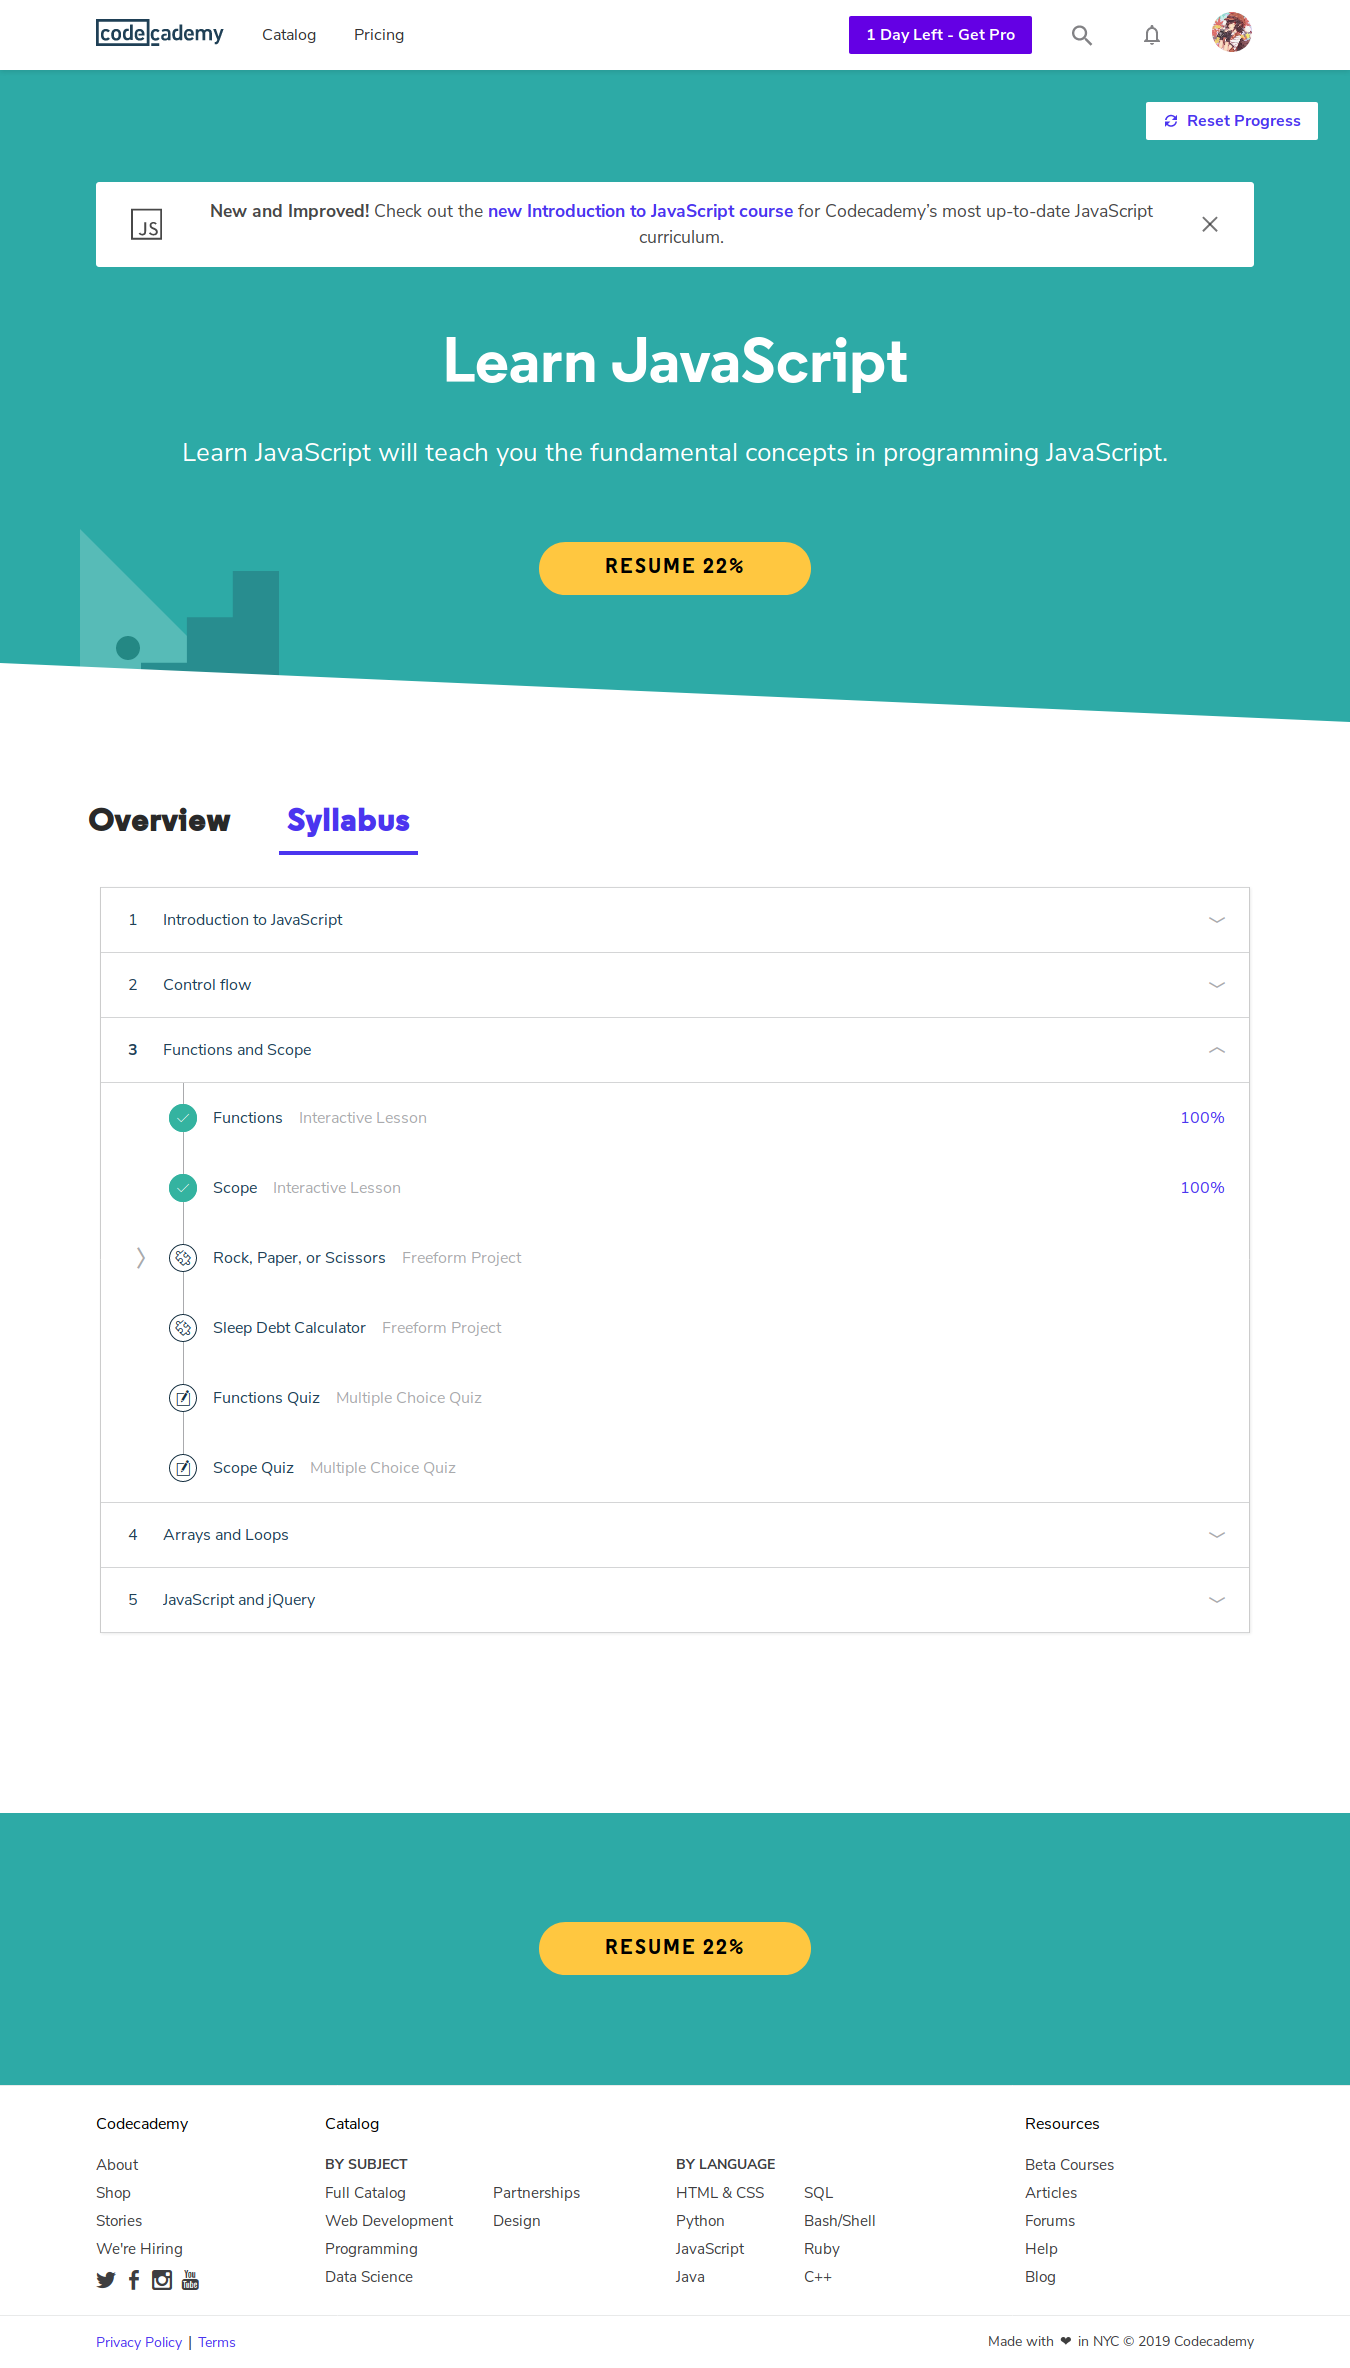 codecademy Catalog Pricing 1 Day Left - Get Pro
Reset Progress
JS
New and Improved! Check out the new Introduction to JavaScript course for Codecademy’s most up-to-date JavaScript
curriculum.
Learn JavaScript
Learn JavaScript will teach you the fundamental concepts in programming JavaScript.
RESUME 22%
Overview Syllabus
1 Introduction to JavaScript
2 Control flow
3 Functions and Scope
Functions Interactive Lesson 100%
Scope Interactive Lesson 100%
Rock, Paper, or Scissors Freeform Project
Sleep Debt Calculator Freeform Project
Functions Quiz Multiple Choice Quiz
Scope Quiz Multiple Choice Quiz
4 Arrays and Loops
5 JavaScript and jQuery
RESUME 22%
Codecademy
About
Shop
Stories
We're Hiring
You Tube
Catalog
BY SUBJECT
Full Catalog
Web Development
Programming
Data Science
Partnerships
Design
BY LANGUAGE
HTML & CSS
Python
JavaScript
Java
SQL
Bash/Shell
Ruby
C++
Resources
Beta Courses
Articles
Forums
Help
Blog
Privacy Policy | Terms
Made with ❤ in NYC © 2019 Codecademy